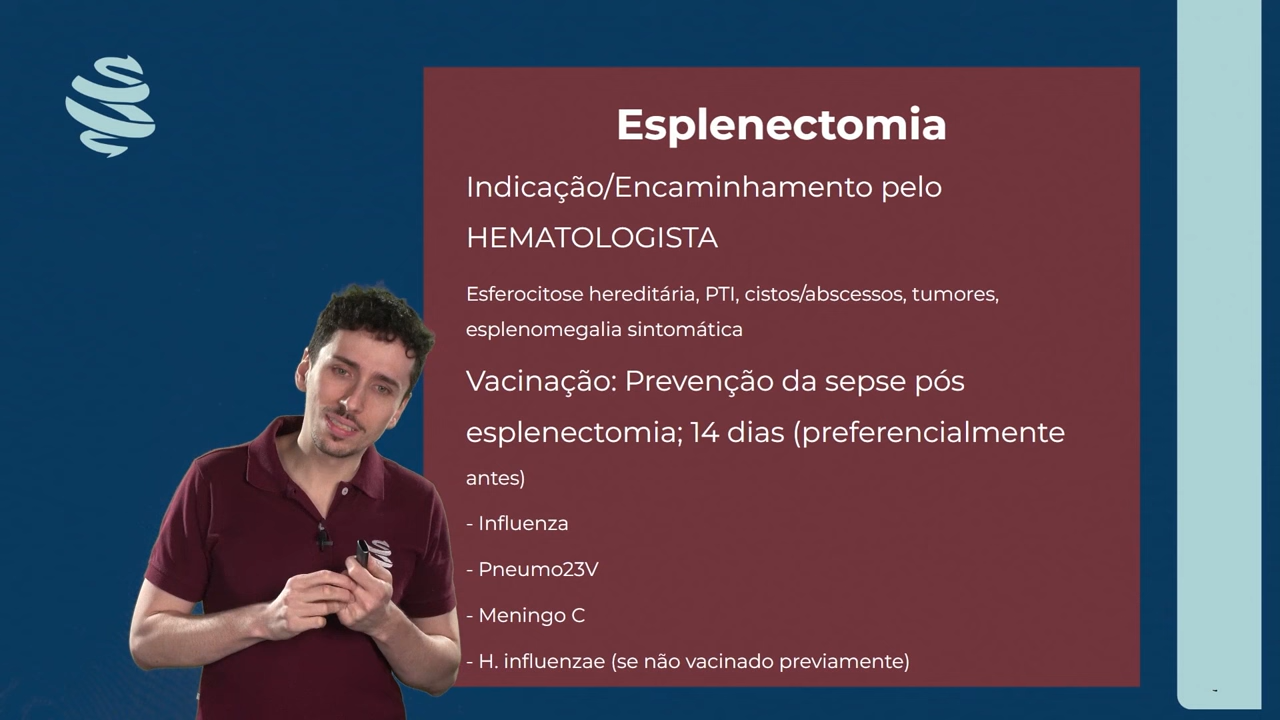 Esplenectomia
Indicação/Encaminhamento pelo
HEMATOLOGISTA
Esferocitose hereditária, PTI, cistos/abscessos, tumores,
esplenomegalia sintomática
Vacinação: Prevenção da sepse pós
esplenectomia; 14 dias (preferencialmente
antes)
- Influenza
- Pneumo23V
- Meningo C
- H. influenzae (se não vacinado previamente)